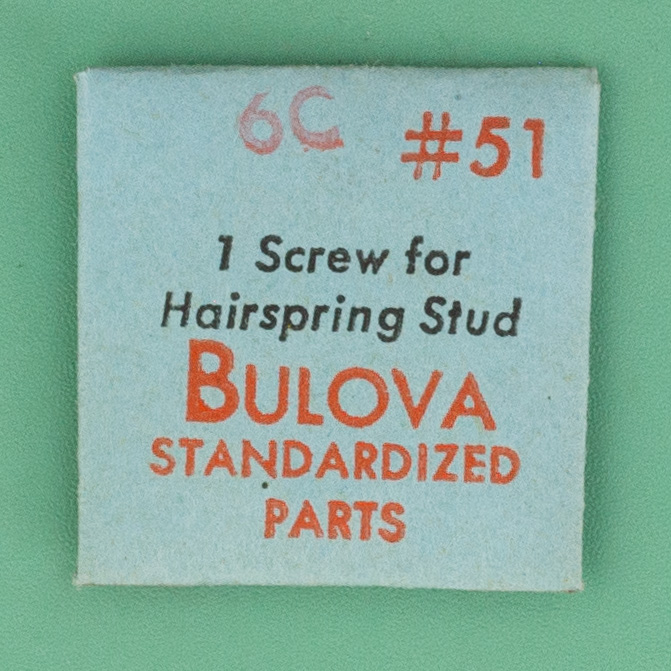 6C #51
1 Screw for
Hairspring Stud
BULOVA
STANDARDIZED
PARTS